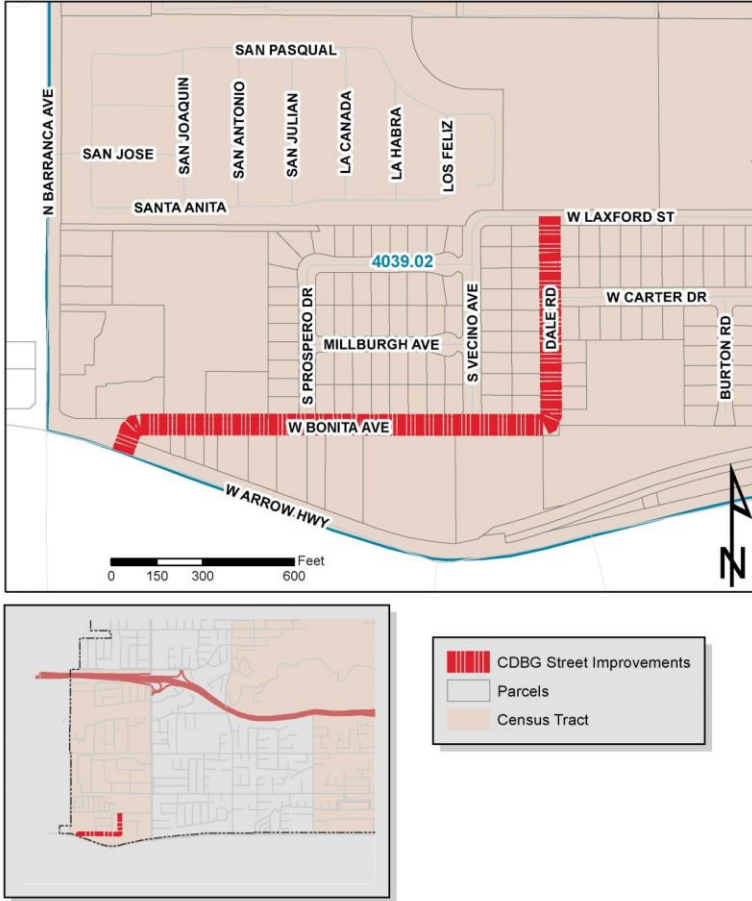 SAN PASQUAL
N BARRANCA AVE
SAN JOSE
SAN JOAQUIN
SAN ANTONIO
SAN JULIAN
LA CANADA
LA HABRA
LOS FELIZ
SANTA ANITA
W LAXFORD ST
4039.02
S PROSPERO DR
MILLBURGH AVE
S VECINO AVE
DALE RD
W CARTER DR
BURTON RD
W BONITA AVE
W ARROW HWY
Feet
0 150 300 600
N
CDBG Street Improvements
Parcels
Census Tract